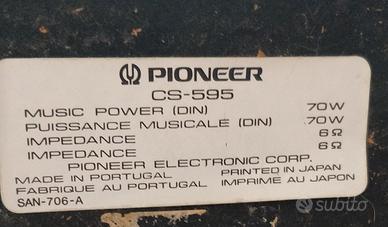 PIONEER
CS-595
MUSIC POWER (DIN) 70W
PUISSANCE MUSICALE (DIN) 70W
IMPEDANCE 6Ω
IMPEDANCE 6Ω
PIONEER ELECTRONIC CORP.
MADE IN PORTUGAL PRINTED IN JAPAN
FABRIQUE AU PORTUGAL IMPRIME AU JAPON
SAN-706-A
subito